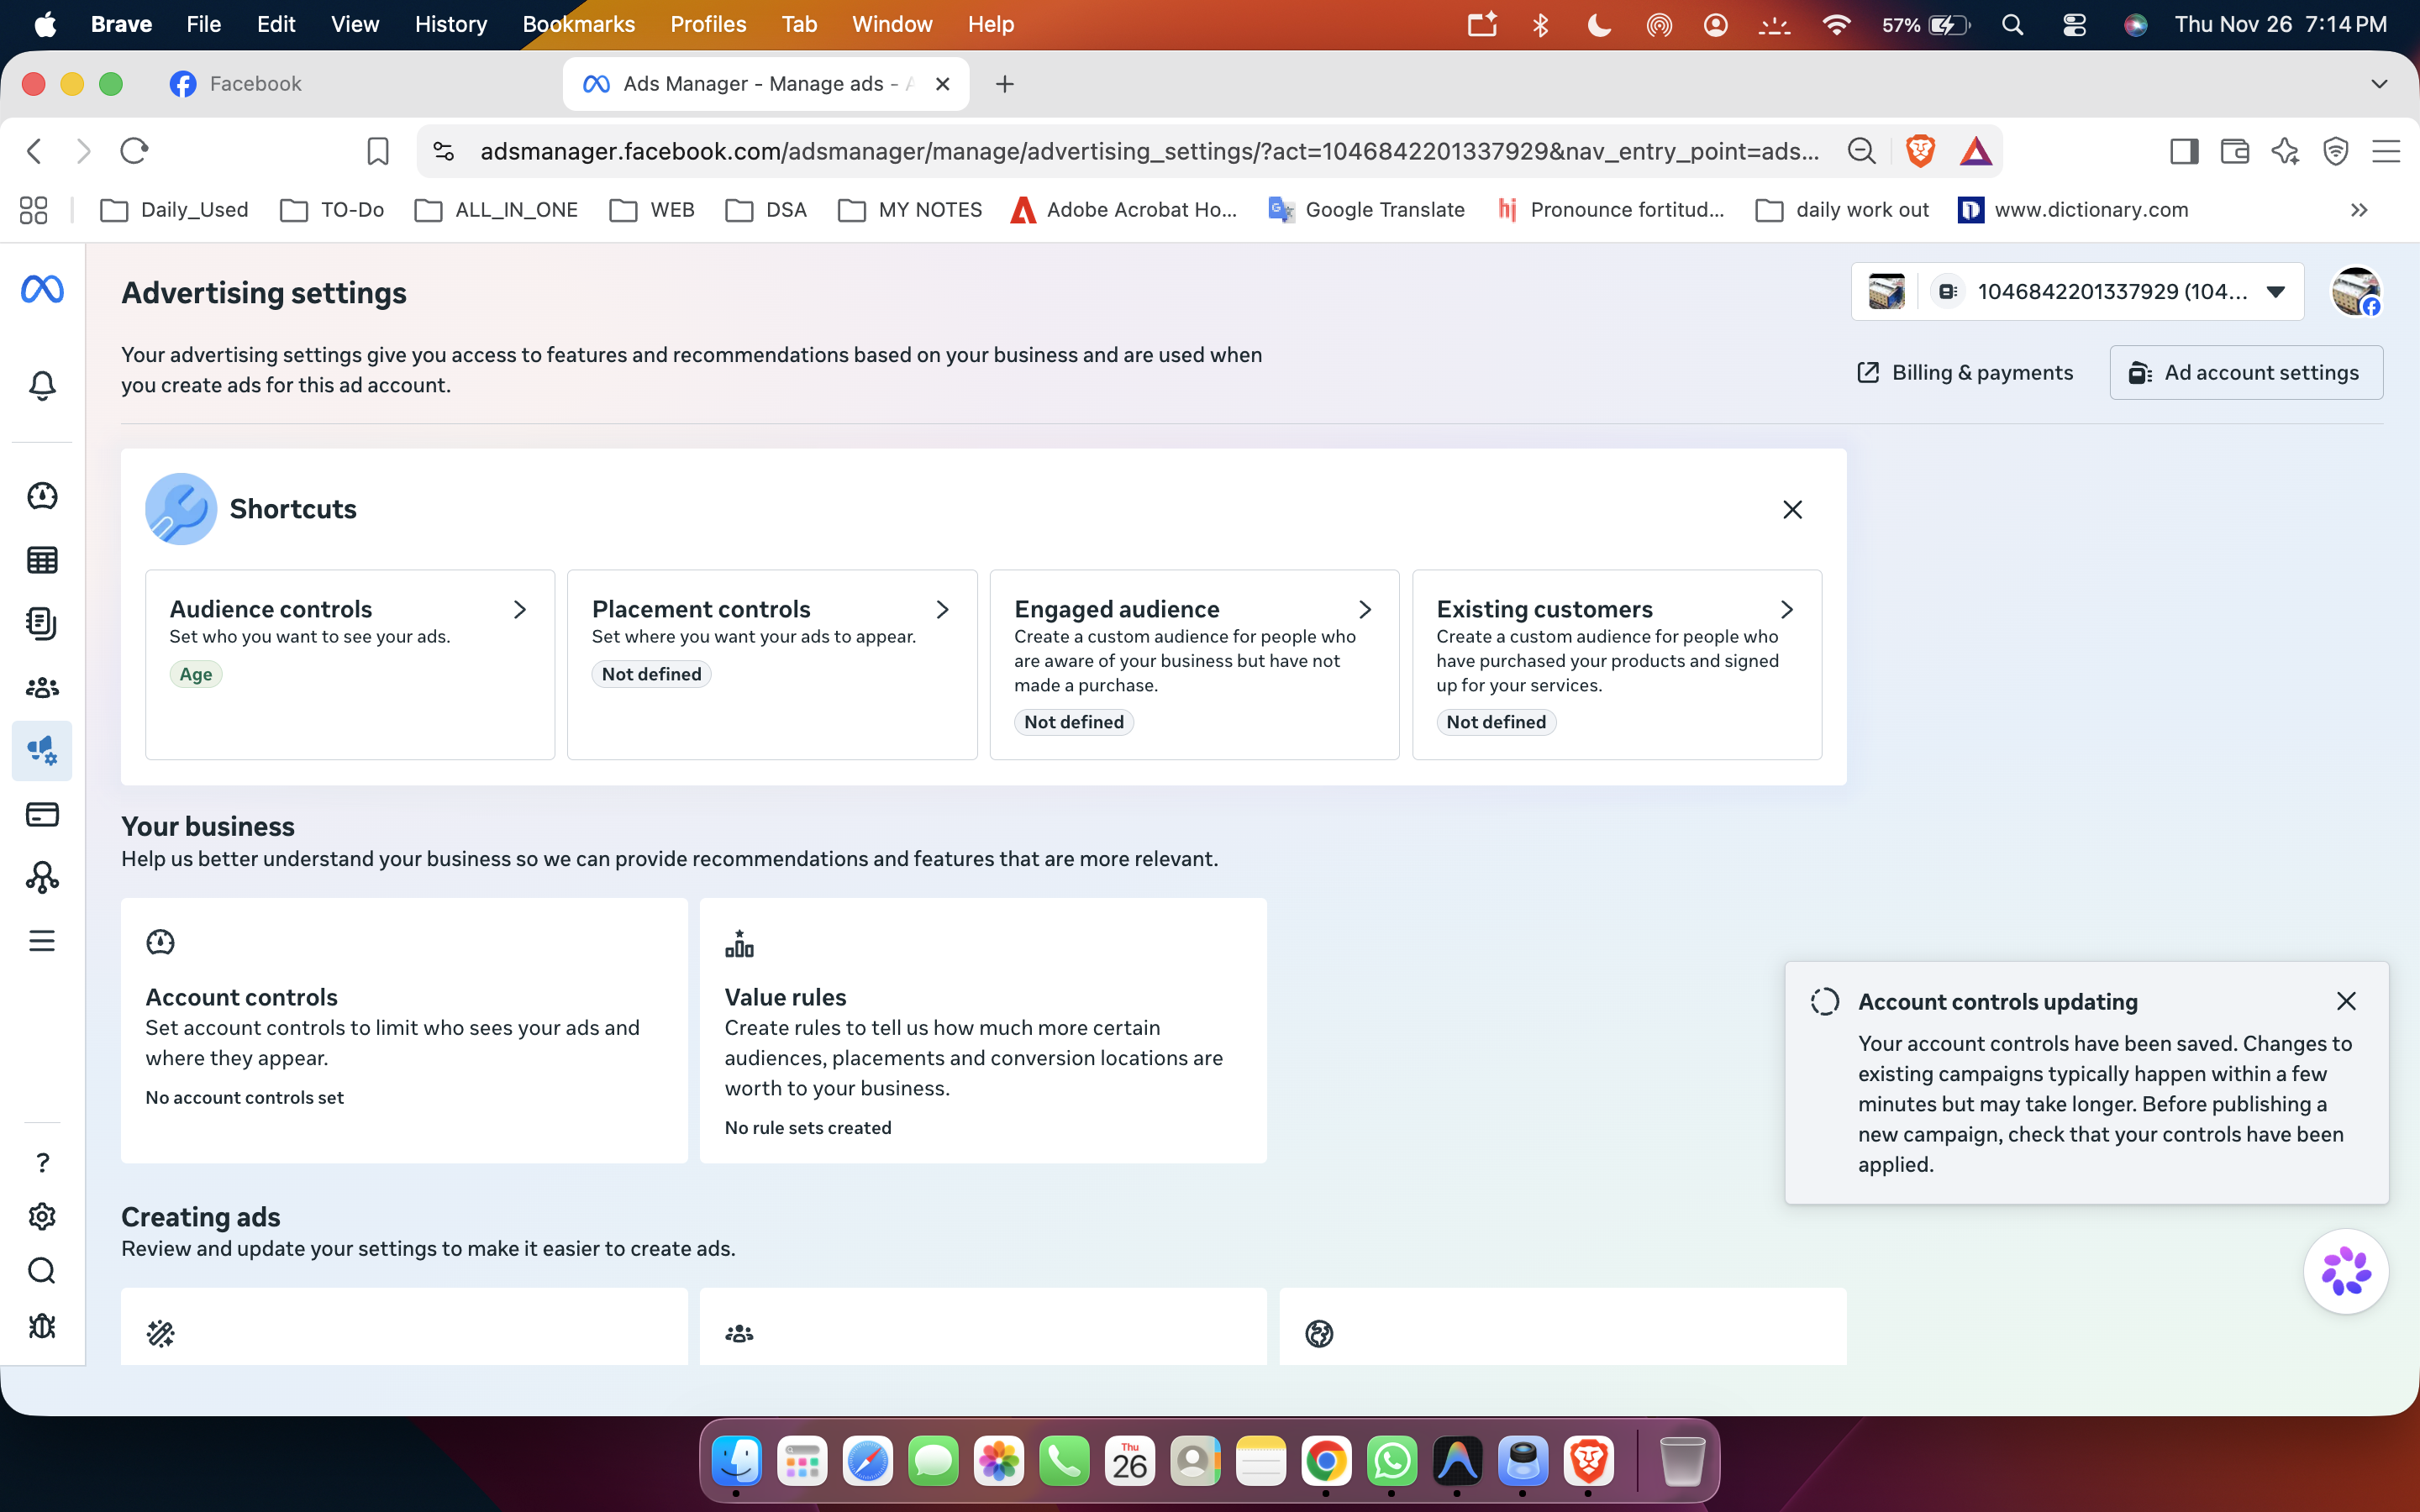 Brave File Edit View History Bookmarks Profiles Tab Window Help 57% Thu Nov 26 7:14 PM
Facebook
Ads Manager - Manage ads -
adsmanager.facebook.com/adsmanager/manage/advertising_settings/?act=1046842201337929&nav_entry_point=ads...
Daily_Used TO-Do ALL_IN_ONE WEB DSA MY NOTES Adobe Acrobat Ho... Google Translate hj Pronounce fortitud... daily work out www.dictionary.com
Advertising settings
1046842201337929 (104...
Your advertising settings give you access to features and recommendations based on your business and are used when
you create ads for this ad account.
Billing & payments
Ad account settings
Shortcuts
Audience controls
Set who you want to see your ads.
Age
Placement controls
Set where you want your ads to appear.
Not defined
Engaged audience
Create a custom audience for people who
are aware of your business but have not
made a purchase.
Not defined
Existing customers
Create a custom audience for people who
have purchased your products and signed
up for your services.
Not defined
Your business
Help us better understand your business so we can provide recommendations and features that are more relevant.
Account controls
Set account controls to limit who sees your ads and
where they appear.
No account controls set
Value rules
Create rules to tell us how much more certain
audiences, placements and conversion locations are
worth to your business.
No rule sets created
Account controls updating
Your account controls have been saved. Changes to
existing campaigns typically happen within a few
minutes but may take longer. Before publishing a
new campaign, check that your controls have been
applied.
Creating ads
Review and update your settings to make it easier to create ads.
Thu
26